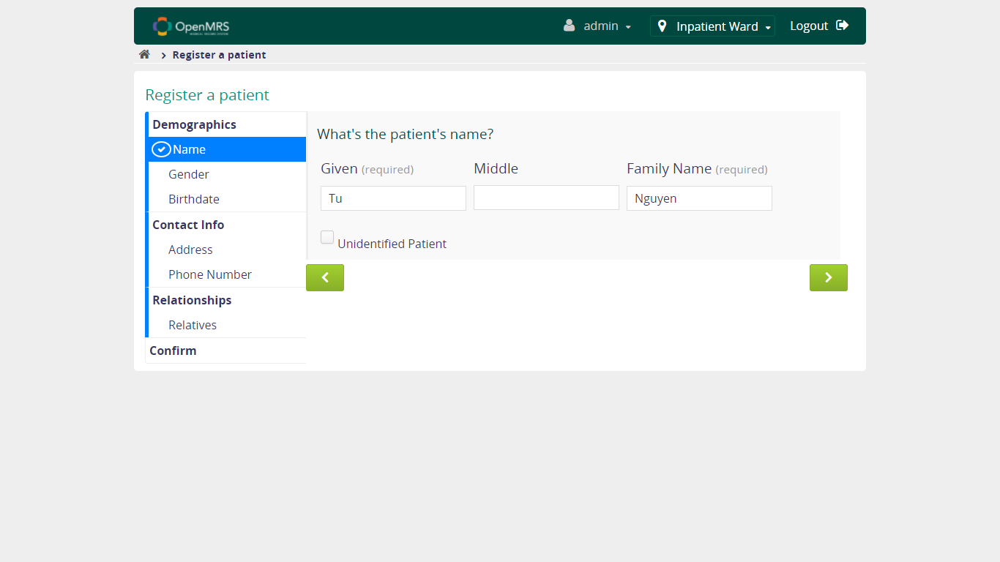 OpenMRS
admin
Inpatient Ward
Logout
Register a patient
Register a patient
Demographics
Name
Gender
Birthdate
Contact Info
Address
Phone Number
Relationships
Relatives
Confirm
What's the patient's name?
Given (required) Middle Family Name (required)
Tu Nguyen
Unidentified Patient